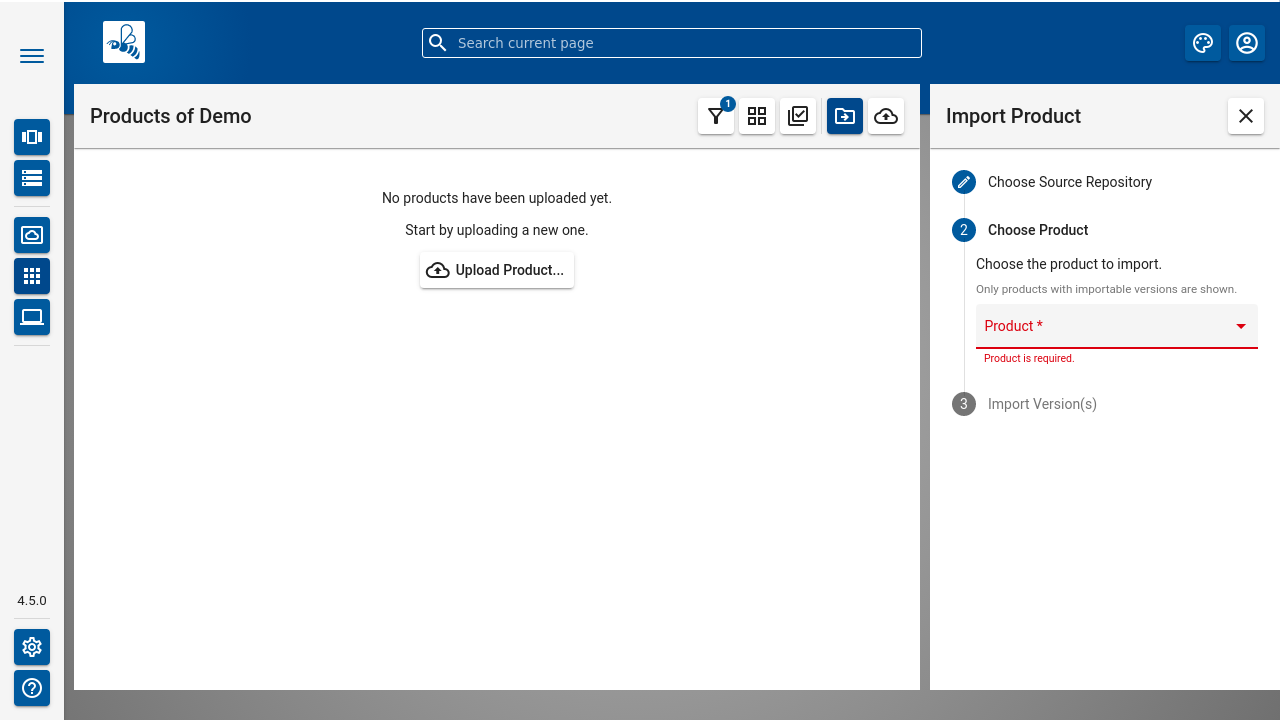 Search current page
Products of Demo
1
Import Product
No products have been uploaded yet.
Start by uploading a new one.
Upload Product...
Choose Source Repository
2 Choose Product
Choose the product to import.
Only products with importable versions are shown.
Product *
Product is required.
3 Import Version(s)
4.5.0